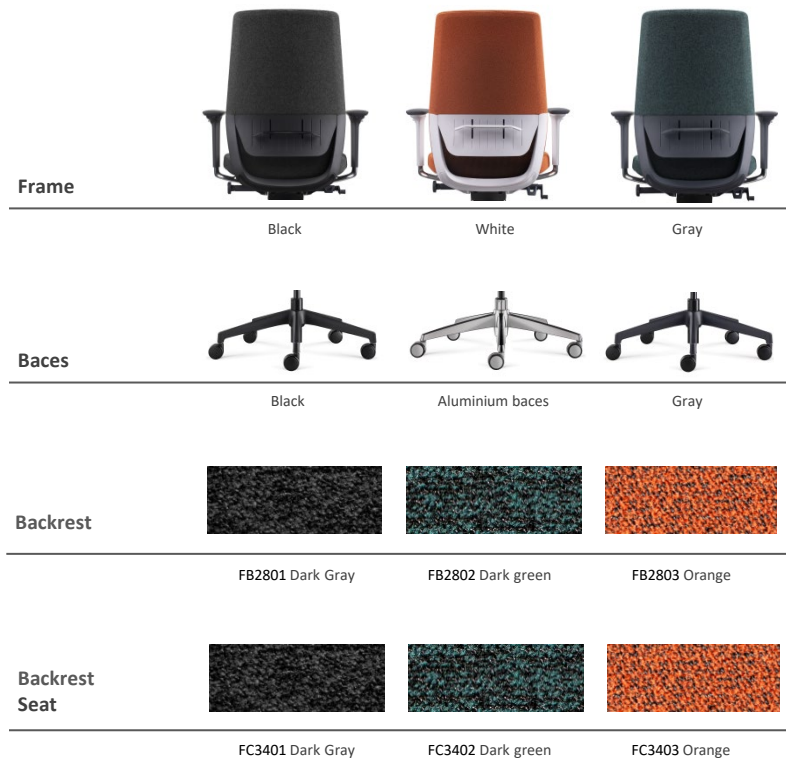 Frame
Black White Gray
Baces
Black Aluminium baces Gray
Backrest
FB2801 Dark Gray FB2802 Dark green FB2803 Orange
Backrest
Seat
FC3401 Dark Gray FC3402 Dark green FC3403 Orange